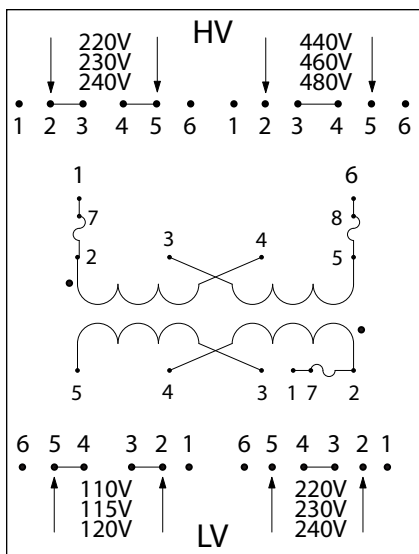 HV
220V 440V
230V 460V
240V 480V
1 2 3 4 5 6 1 2 3 4 5 6
1 6
7 8
2 3 4 5
5 4 3 1 7 2
6 5 4 3 2 1 6 5 4 3 2 1
110V 220V
115V 230V
120V 240V
LV